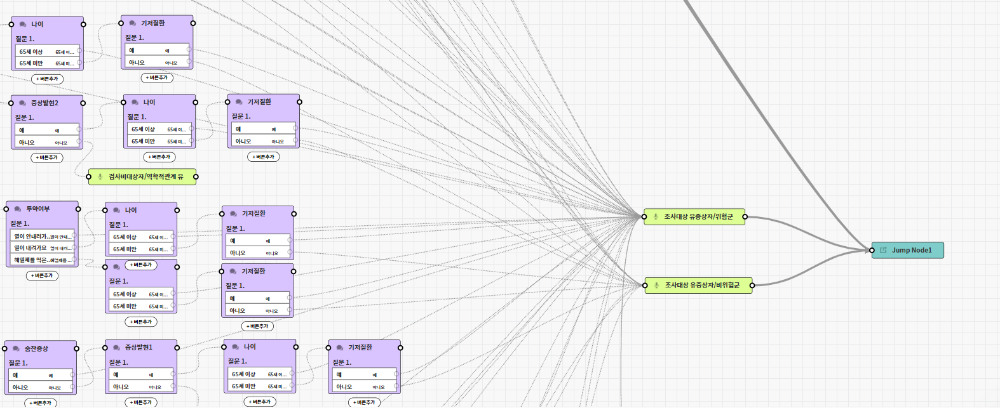 나이
질문 1.
65세 이상 65세 이...
65세 미만 65세 미...
+ 버튼추가
기저질환
질문 1.
예 예
아니오 아니오
+ 버튼추가
증상발현2
질문 1.
예 예
아니오 아니오
+ 버튼추가
나이
질문 1.
65세 이상 65세 이...
65세 미만 65세 미...
+ 버튼추가
기저질환
질문 1.
예 예
아니오 아니오
+ 버튼추가
검사비대상자/역학적관계 유
투약여부
질문 1.
열이 안내려가.. 열이 안내...
열이 내려가요 열이 내려...
해열제를 먹은.. 해열제를 ...
+ 버튼추가
나이
질문 1.
65세 이상 65세 이...
65세 미만 65세 미...
+ 버튼추가
기저질환
질문 1.
예 예
아니오 아니오
질문 1.
65세 이상 65세 이...
65세 미만 65세 미...
+ 버튼추가
기저질환
질문 1.
예 예
아니오 아니오
+ 버튼추가
조사대상 유증상자/위험군
조사대상 유증상자/비위험군
Jump Node1
숨찬증상
질문 1.
예 예
아니오 아니오
+ 버튼추가
증상발현1
질문 1.
예 예
아니오 아니오
+ 버튼추가
나이
질문 1.
65세 이상 65세 이...
65세 미만 65세 미...
+ 버튼추가
기저질환
질문 1.
예 예
아니오 아니오
+ 버튼추가